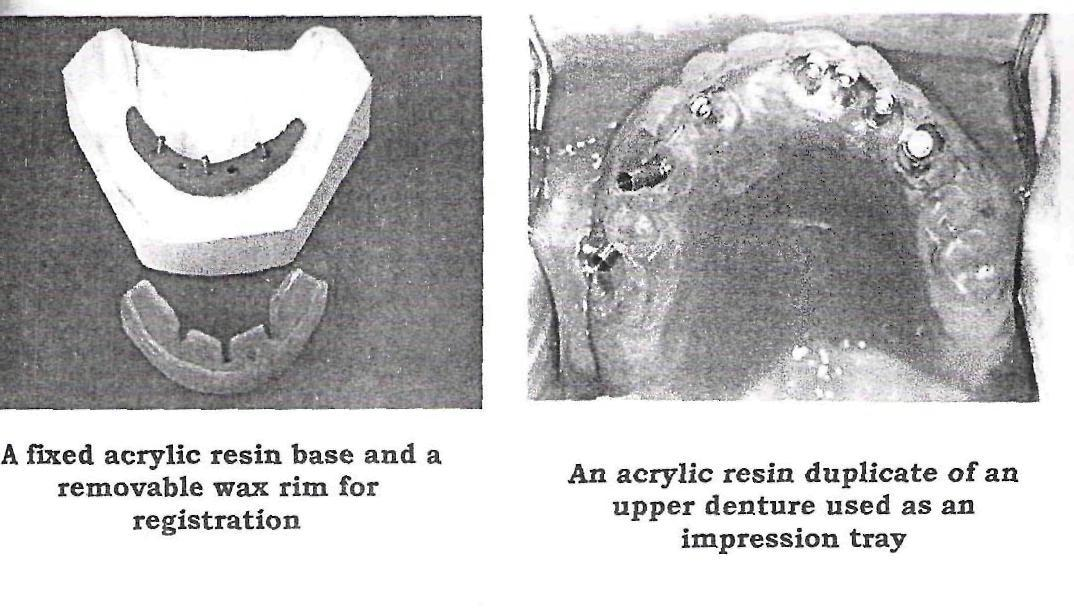 A fixed acrylic resin base and a
removable wax rim for
registration
An acrylic resin duplicate of an
upper denture used as an
impression tray